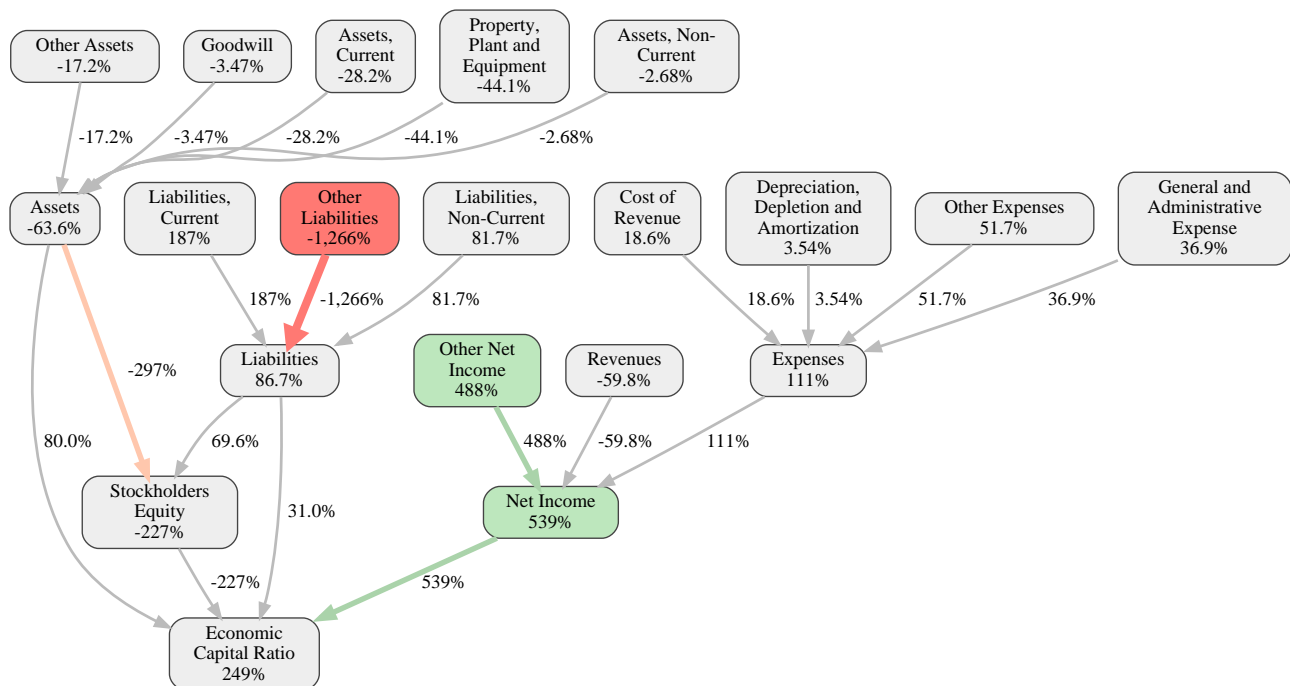 Other Assets
-17.2%
Goodwill
-3.47%
Assets,
Current
-28.2%
Property,
Plant and
Equipment
-44.1%
Assets, Non-
Current
-2.68%
-17.2%
-3.47%
-28.2%
-44.1%
-2.68%
Assets
-63.6%
Liabilities,
Current
187%
Other
Liabilities
-1,266%
Liabilities,
Non-Current
81.7%
Cost of
Revenue
18.6%
Depreciation,
Depletion and
Amortization
3.54%
Other Expenses
51.7%
General and
Administrative
Expense
36.9%
187%
-1,266%
81.7%
18.6%
3.54%
51.7%
36.9%
Liabilities
86.7%
Other Net
Income
488%
Revenues
-59.8%
Expenses
111%
-297%
80.0%
69.6%
488%
-59.8%
111%
Stockholders
Equity
-227%
31.0%
Net Income
539%
-227%
539%
Economic
Capital Ratio
249%